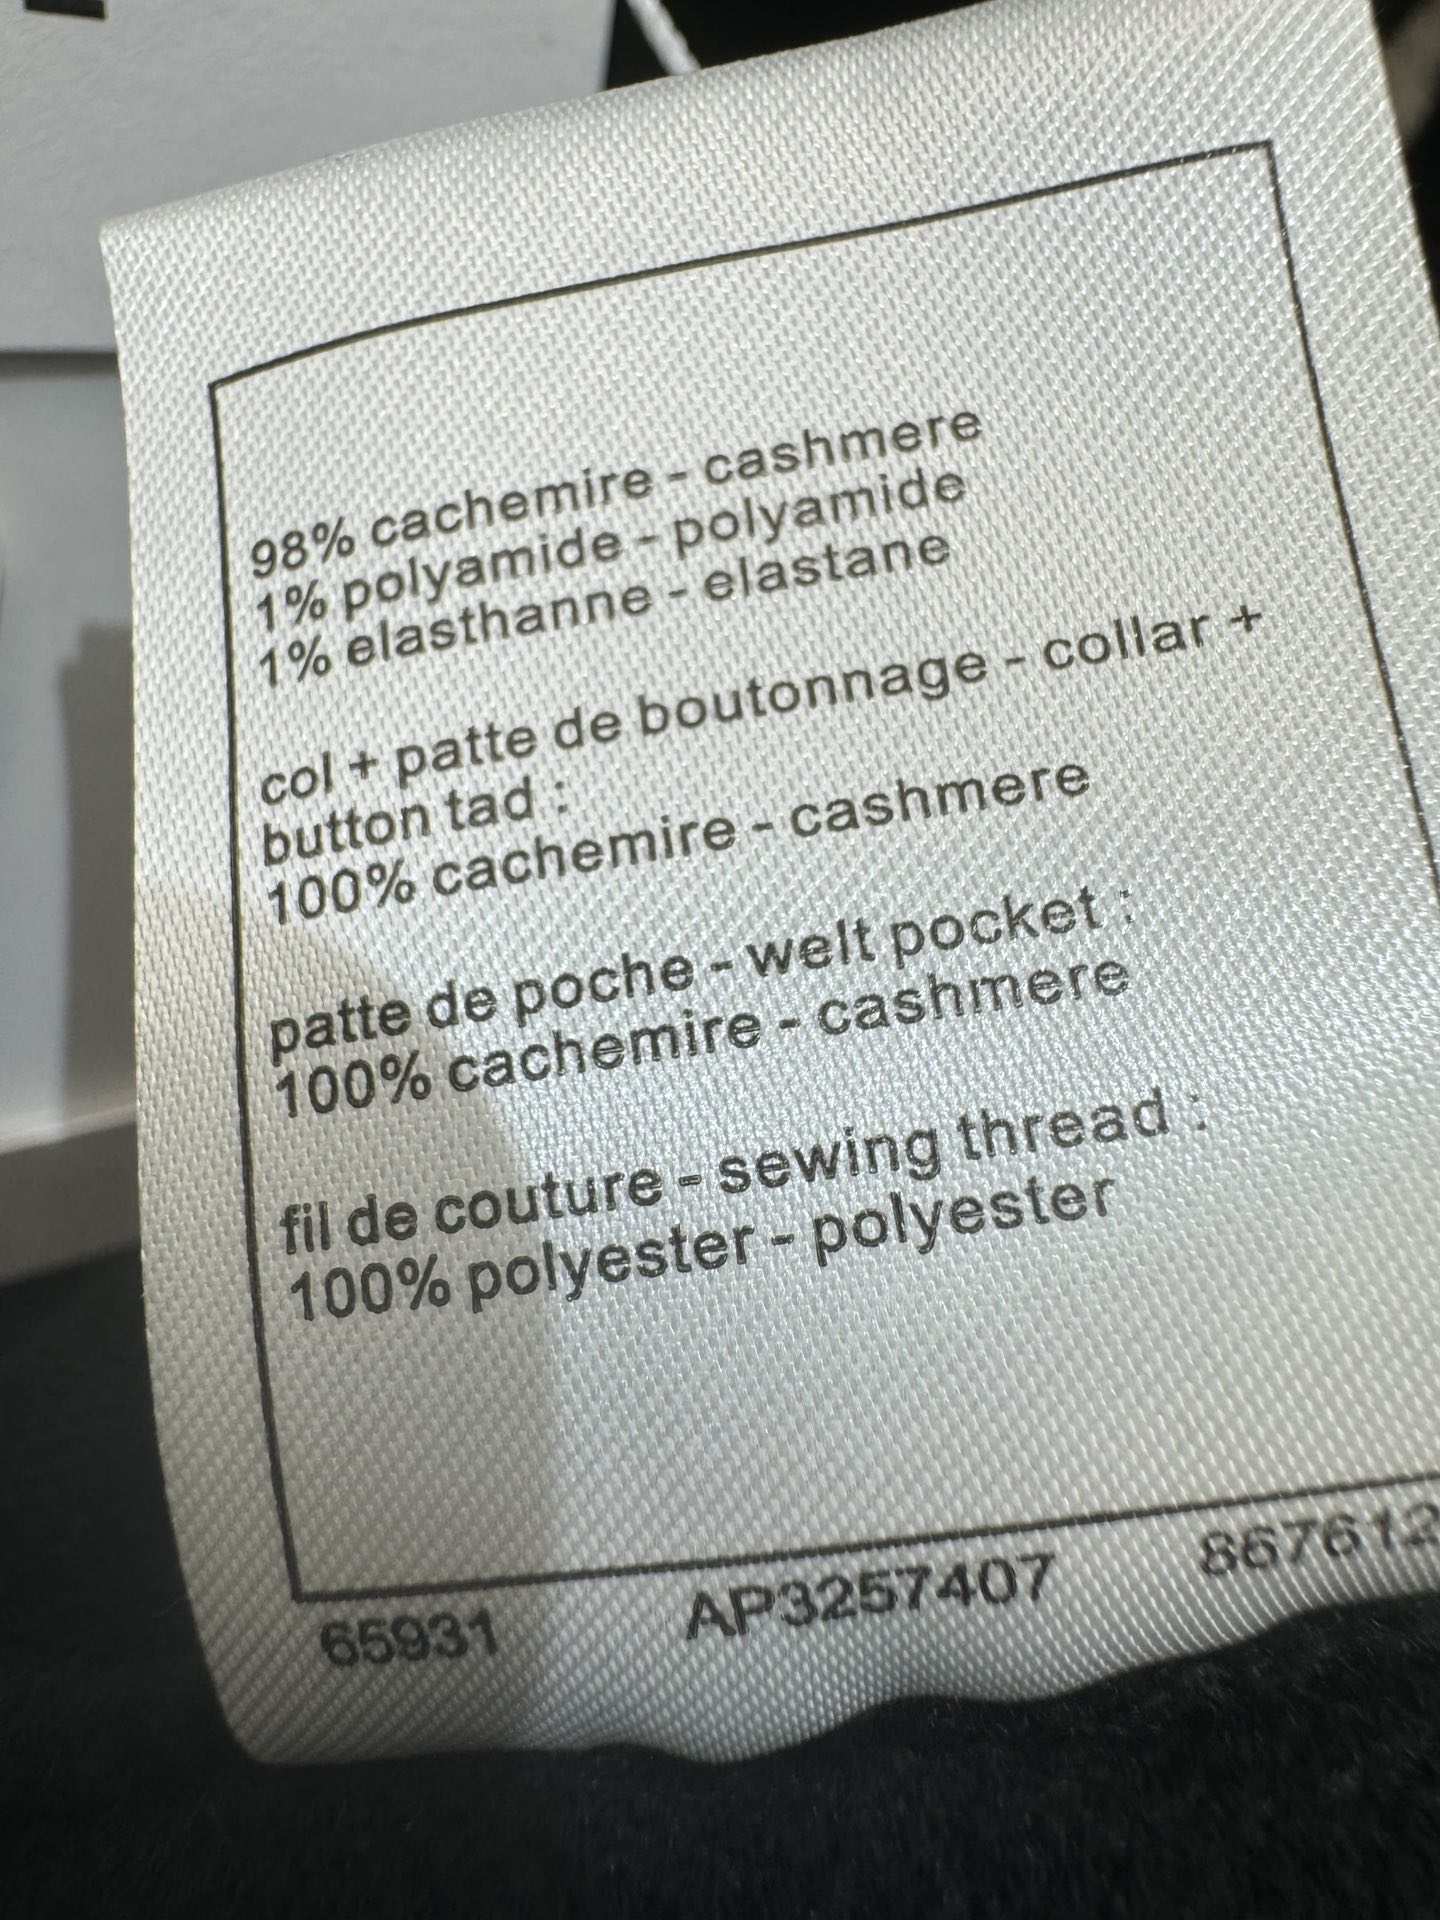 98% cachemire - cashmere
1% polyamide - polyamide
1% elasthanne - elastane
col + patte de boutonnage - collar +
button tad :
100% cachemire - cashmere
patte de poche - welt pocket :
100% cachemire - cashmere
fil de couture - sewing thread :
100% polyester - polyester
65931 AP3257407 867612